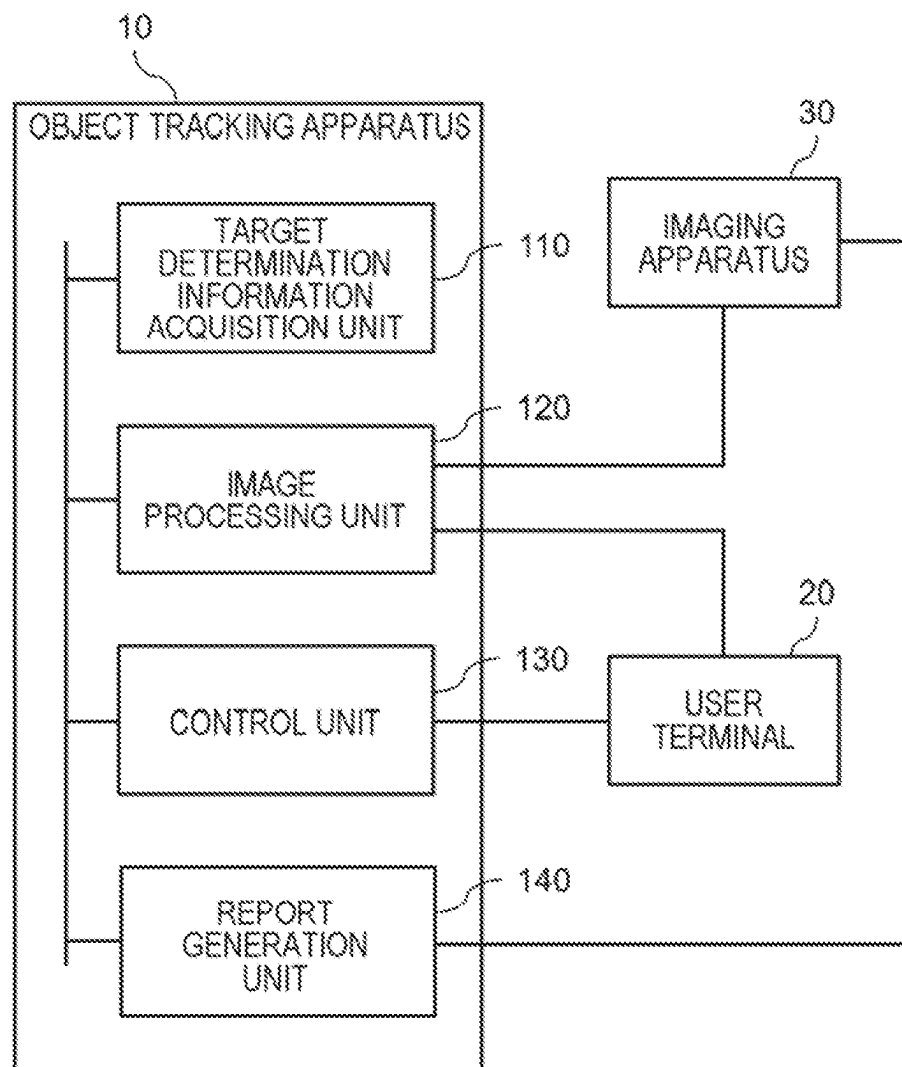 10
OBJECT TRACKING APPARATUS
30
TARGET
DETERMINATION
INFORMATION
ACQUISITION UNIT
110
IMAGING
APPARATUS
120
IMAGE
PROCESSING UNIT
20
130
CONTROL UNIT
USER
TERMINAL
140
REPORT
GENERATION
UNIT